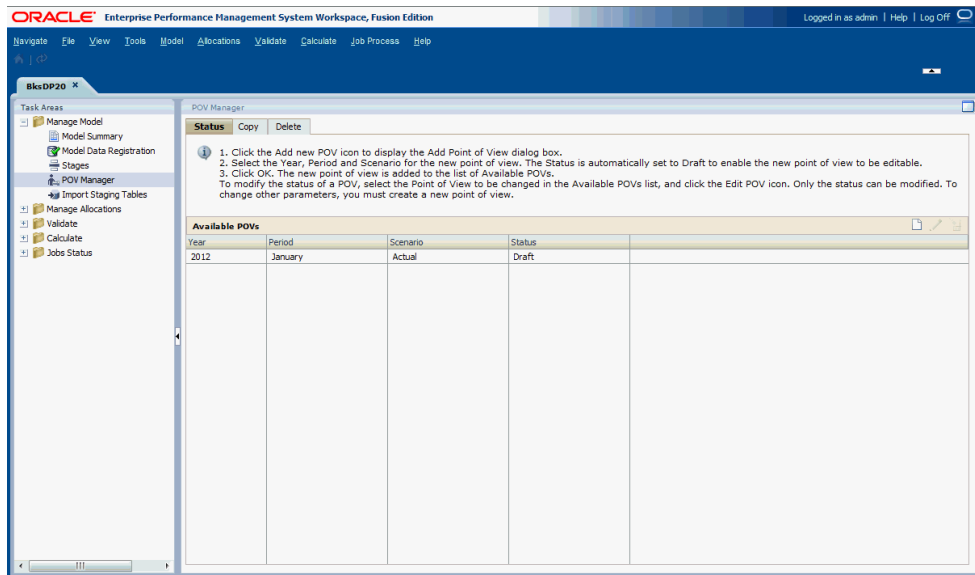 ORACLE Enterprise Performance Management System Workspace, Fusion Edition
Logged in as admin | Help | Log Off
Navigate File View Tools Model Allocations Validate Calculate Job Process Help
BksDP20 X
Task Areas
Manage Model
Model Summary
Model Data Registration
Stages
POV Manager
Import Staging Tables
Manage Allocations
Validate
Calculate
Jobs Status
POV Manager
Status Copy Delete
1. Click the Add new POV icon to display the Add Point of View dialog box.
2. Select the Year, Period and Scenario for the new point of view. The Status is automatically set to Draft to enable the new point of view to be editable.
3. Click OK. The new point of view is added to the list of Available POVs.
To modify the status of a POV, select the Point of View to be changed in the Available POVs list, and click the Edit POV icon. Only the status can be modified. To
change other parameters, you must create a new point of view.
Available POVs
Year Period Scenario Status
2012 January Actual Draft